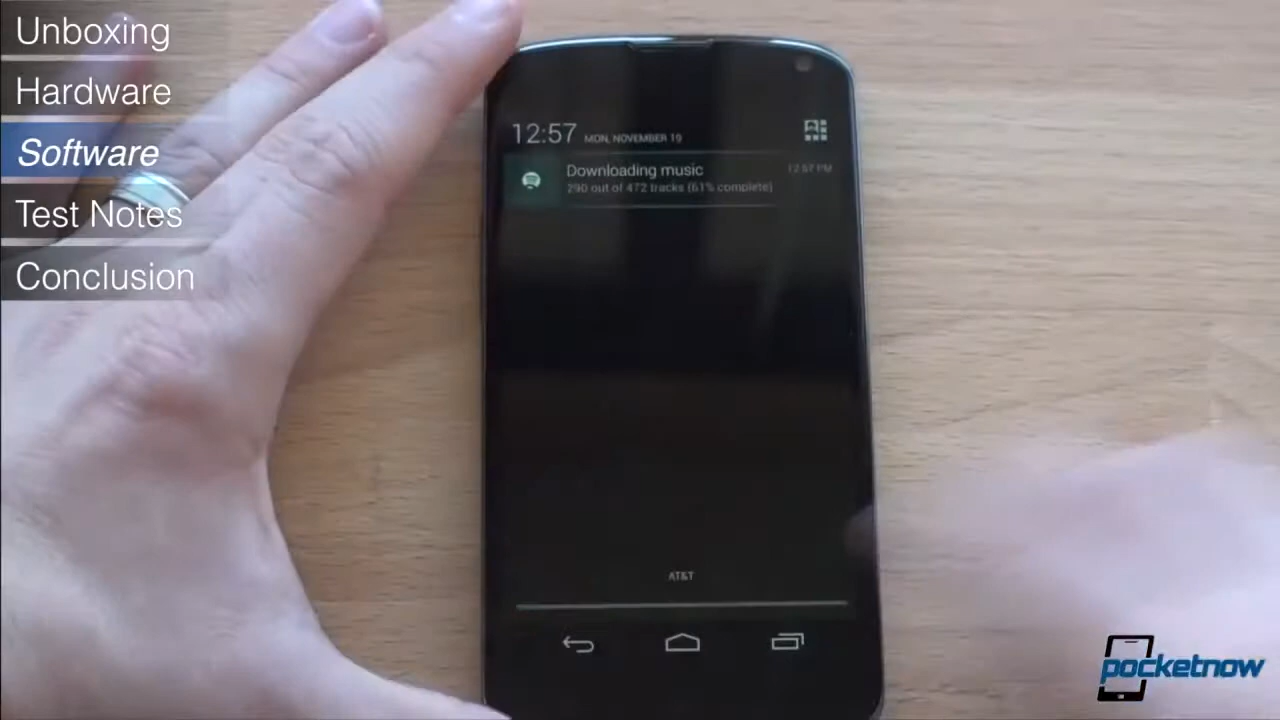 Unboxing
Hardware
Software
Test Notes
Conclusion
12:57 MON, NOVEMBER 19
Downloading music 12:57 PM
290 out of 472 tracks (61% complete)
AT&T
pocketnow